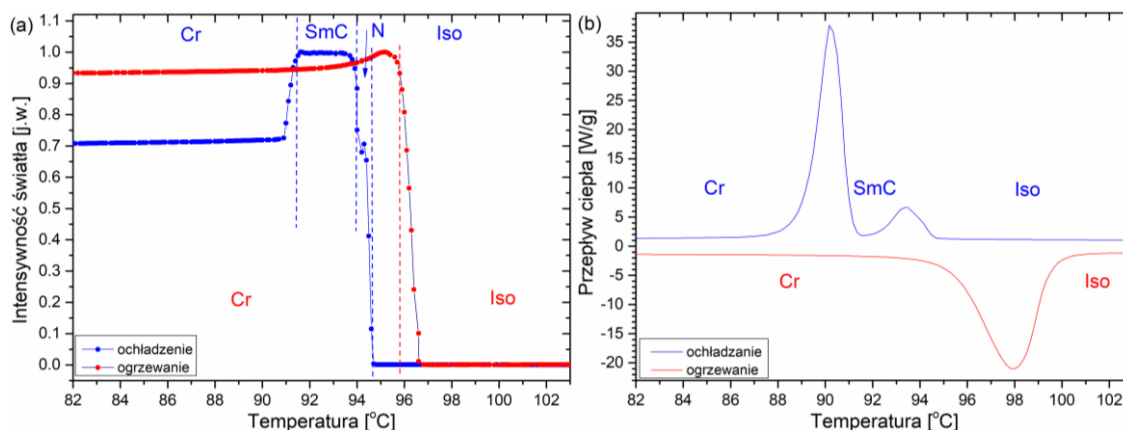 (a)
Cr
SmC
N
Iso
1.0
0.9
0.8
0.7
0.6
0.5
0.4
0.3
0.2
0.1
0.0
Intensywność światła [j.w.]
Cr
Iso
ochładzenie
ogrzewanie
82 84 86 88 90 92 94 96 98 100 102
Temperatura [°C]
(b)
35
30
25
20
15
10
5
0
-5
-10
-15
-20
Przepływ ciepła [W/g]
Cr
SmC
Iso
Cr
Iso
ochładzanie
ogrzewanie
82 84 86 88 90 92 94 96 98 100 102
Temperatura [°C]